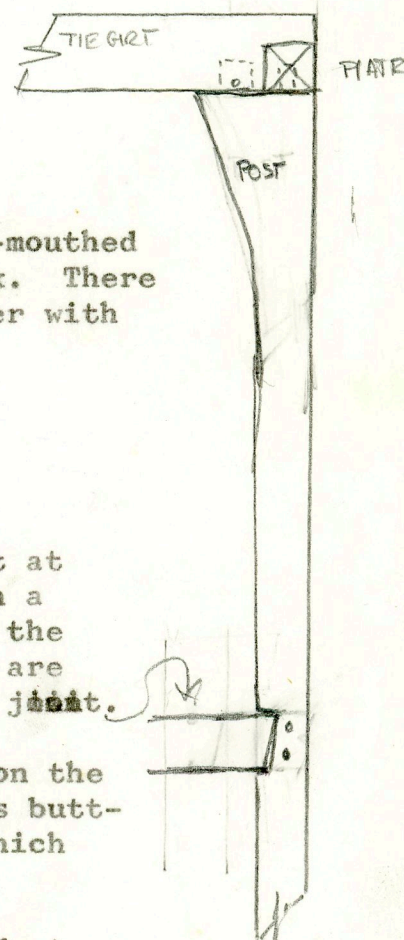 TIE GIRT
PLATE
POST
-mouthed
x. There
er with
t at
n a
the
are
joint.
on the
s butt-
hich